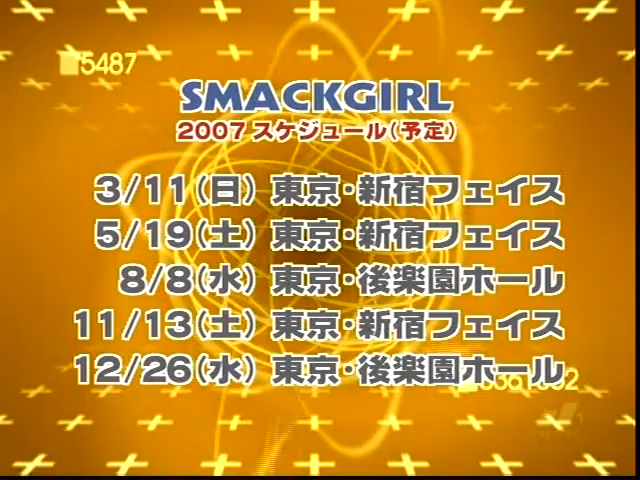 5487
SMACKGIRL
2007 スケジュール(予定)
3/11(日) 東京・新宿フェイス
5/19(土) 東京・新宿フェイス
8/8(水) 東京・後楽園ホール
11/13(土) 東京・新宿フェイス
12/26(水) 東京・後楽園ホール